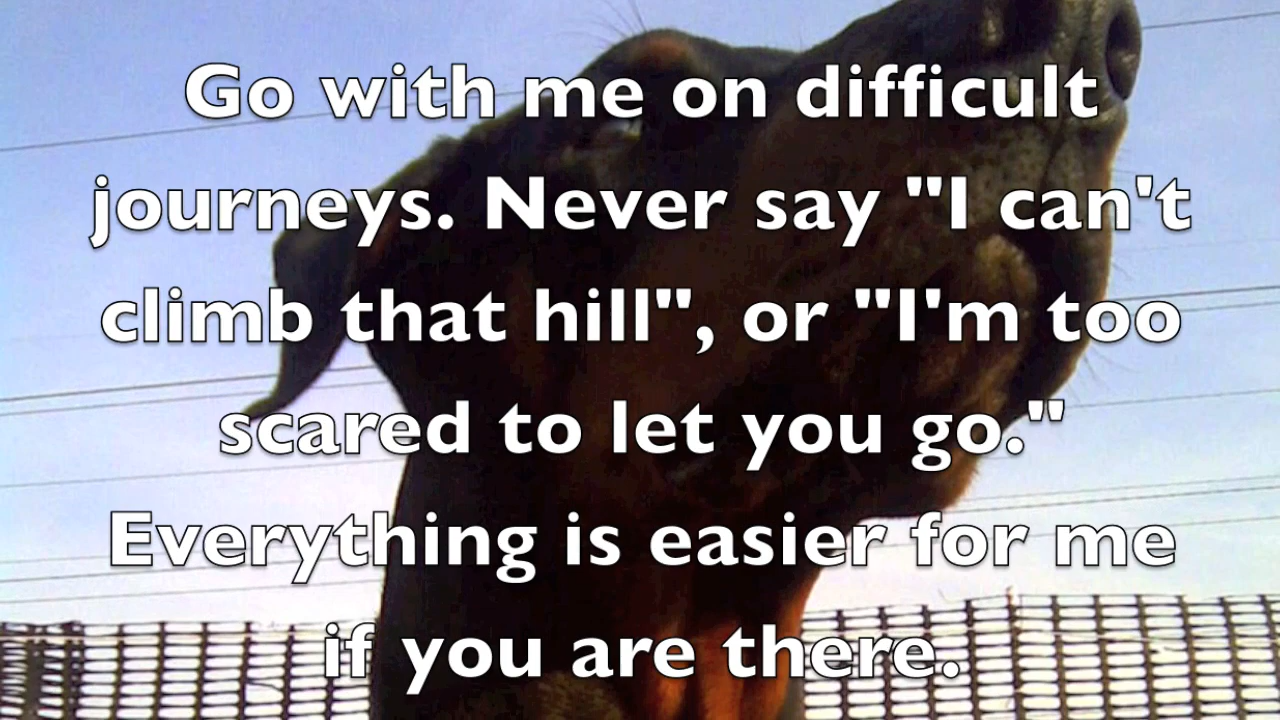 Go with me on difficult
journeys. Never say "I can't
climb that hill", or "I'm too
scared to let you go."
Everything is easier for me
if you are there.